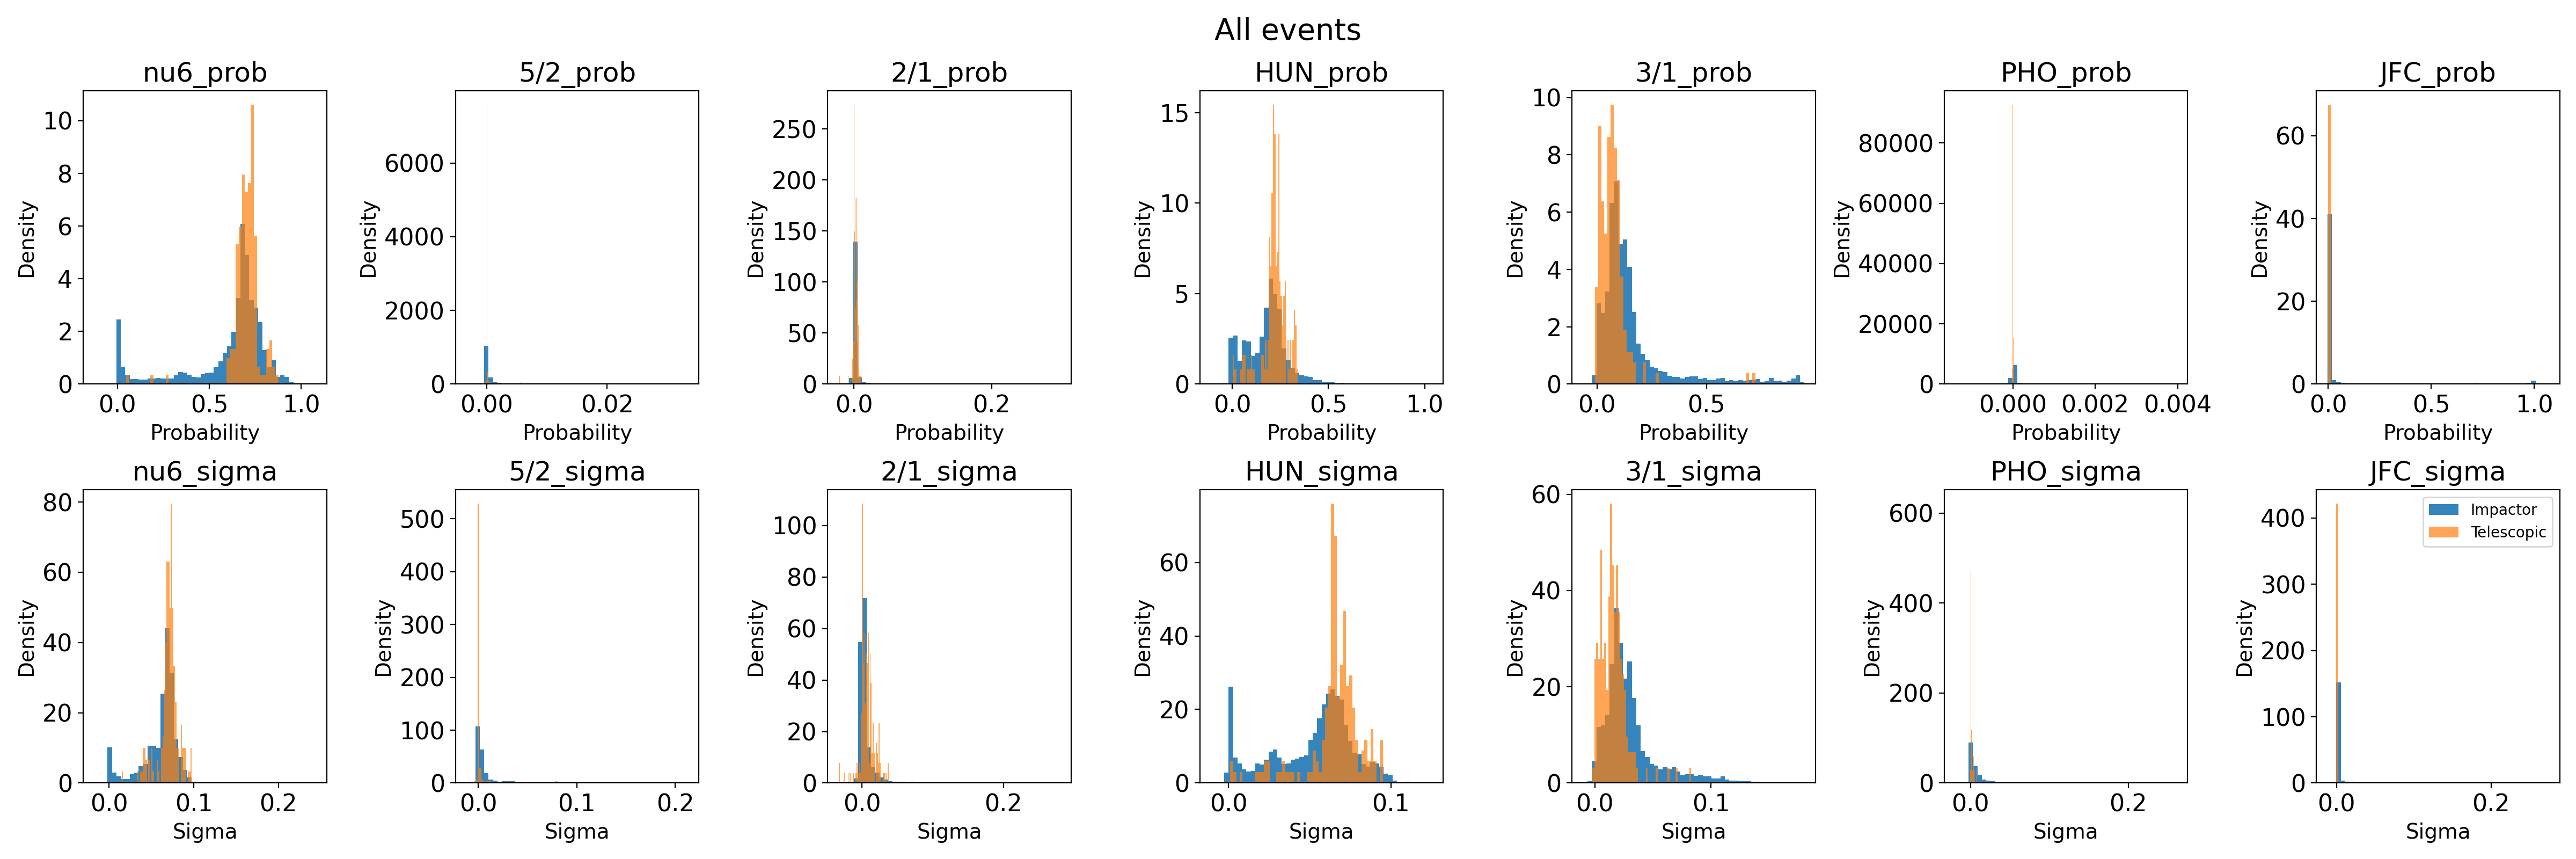 All events
nu6_prob
5/2_prob
2/1_prob
HUN_prob
3/1_prob
PHO_prob
JFC_prob
Density
10
8
6
4
2
0
0.0 0.5 1.0
Probability
Density
6000
4000
2000
0
0.00 0.02
Probability
Density
250
200
150
100
50
0
0.0 0.2
Probability
Density
15
10
5
0
0.0 0.5 1.0
Probability
Density
10
8
6
4
2
0
0.0 0.5
Probability
Density
80000
60000
40000
20000
0
0.000 0.002 0.004
Probability
Density
60
40
20
0
0.0 0.5 1.0
Probability
nu6_sigma
5/2_sigma
2/1_sigma
HUN_sigma
3/1_sigma
PHO_sigma
JFC_sigma
Density
80
60
40
20
0
0.0 0.1 0.2
Sigma
Density
500
400
300
200
100
0
0.0 0.1 0.2
Sigma
Density
100
80
60
40
20
0
0.0 0.2
Sigma
Density
60
40
20
0
0.0 0.1
Sigma
Density
60
40
20
0
0.0 0.1
Sigma
Density
600
400
200
0
0.0 0.2
Sigma
Density
400
300
200
100
0
0.0 0.2
Sigma
Impactor
Telescopic